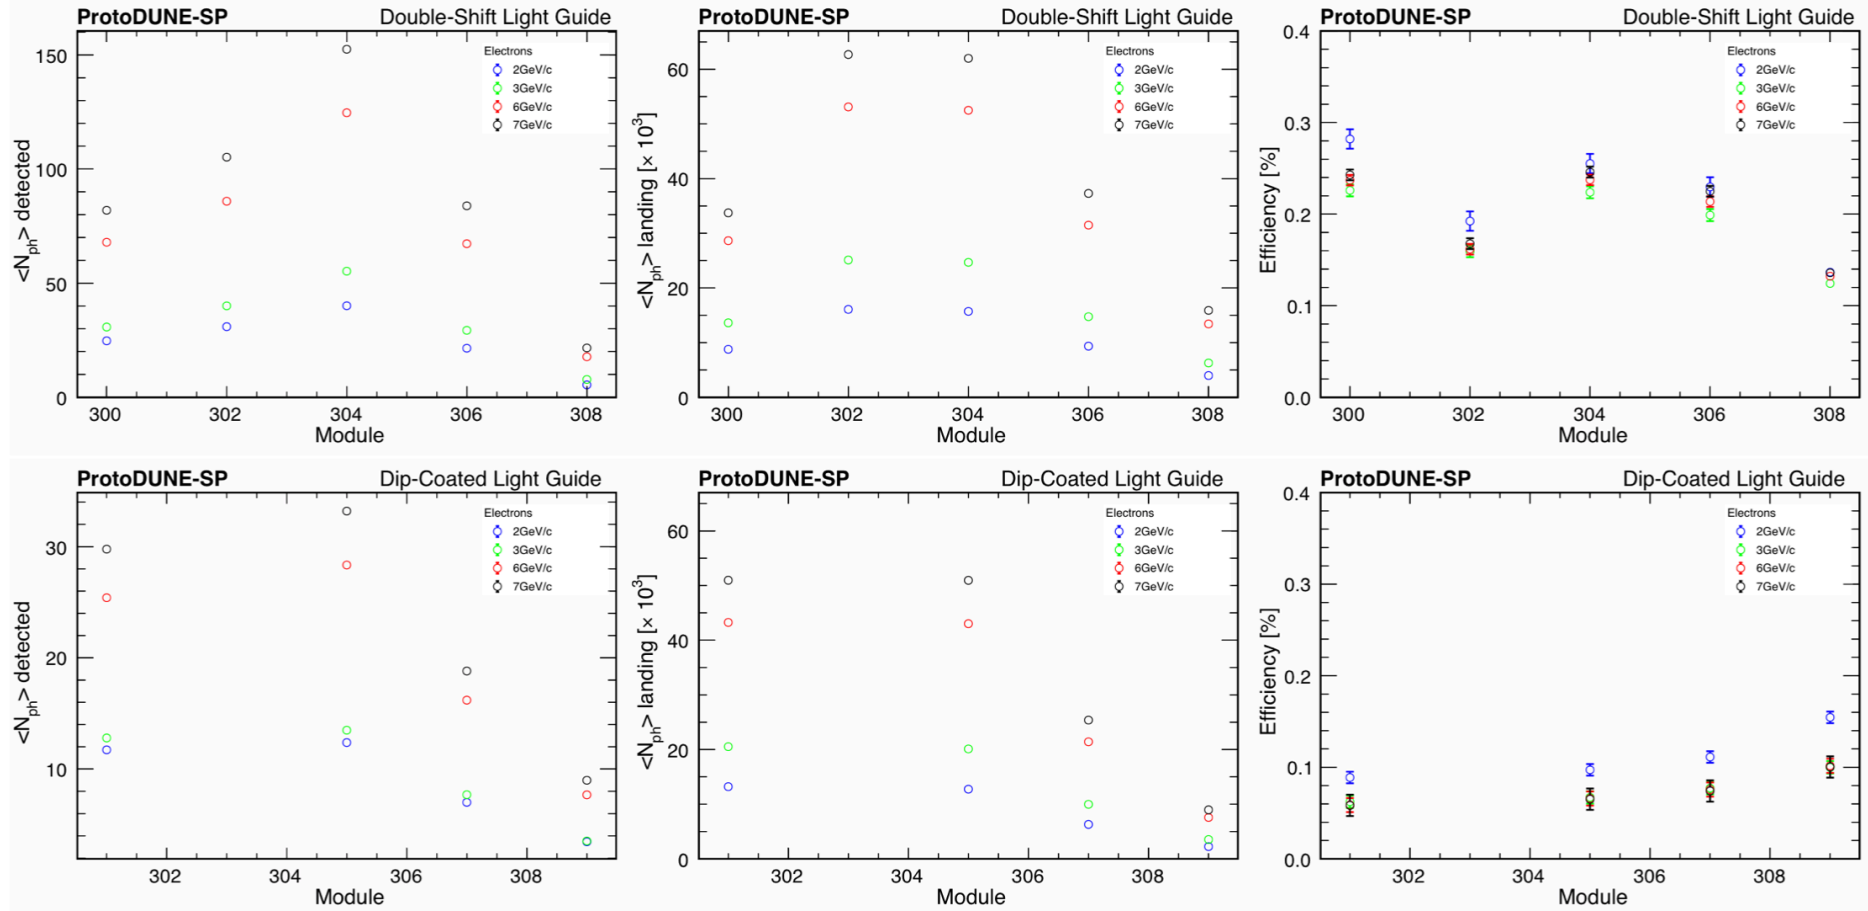 ProtoDUNE-SP Double-Shift Light Guide
150
100
50
0
<N_ph> detected
Electrons
2GeV/c
3GeV/c
6GeV/c
7GeV/c
300 302 304 306 308
Module
ProtoDUNE-SP Double-Shift Light Guide
60
40
20
0
<N_ph> landing [× 10³]
Electrons
2GeV/c
3GeV/c
6GeV/c
7GeV/c
300 302 304 306 308
Module
ProtoDUNE-SP Double-Shift Light Guide
0.4
0.3
0.2
0.1
0.0
Efficiency [%]
Electrons
2GeV/c
3GeV/c
6GeV/c
7GeV/c
300 302 304 306 308
Module
ProtoDUNE-SP Dip-Coated Light Guide
30
20
10
<N_ph> detected
Electrons
2GeV/c
3GeV/c
6GeV/c
7GeV/c
302 304 306 308
Module
ProtoDUNE-SP Dip-Coated Light Guide
60
40
20
0
<N_ph> landing [× 10³]
Electrons
2GeV/c
3GeV/c
6GeV/c
7GeV/c
302 304 306 308
Module
ProtoDUNE-SP Dip-Coated Light Guide
0.4
0.3
0.2
0.1
0.0
Efficiency [%]
Electrons
2GeV/c
3GeV/c
6GeV/c
7GeV/c
302 304 306 308
Module